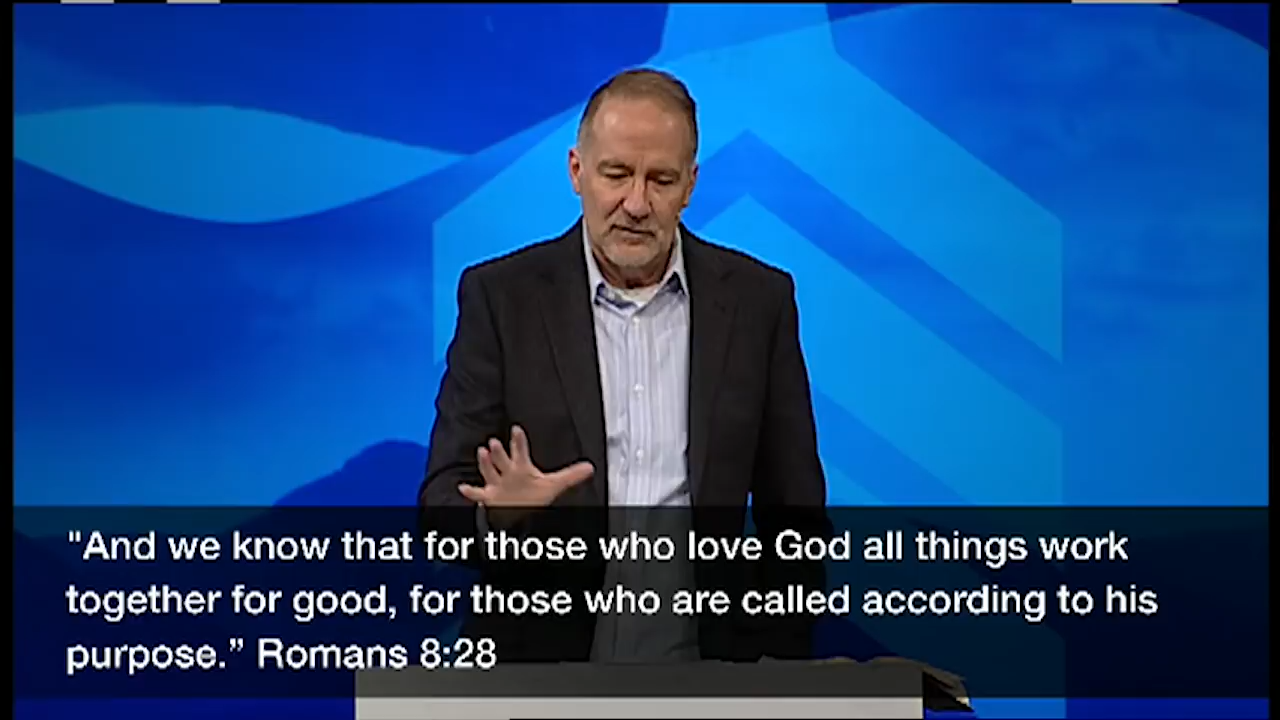 "And we know that for those who love God all things work
together for good, for those who are called according to his
purpose.” Romans 8:28